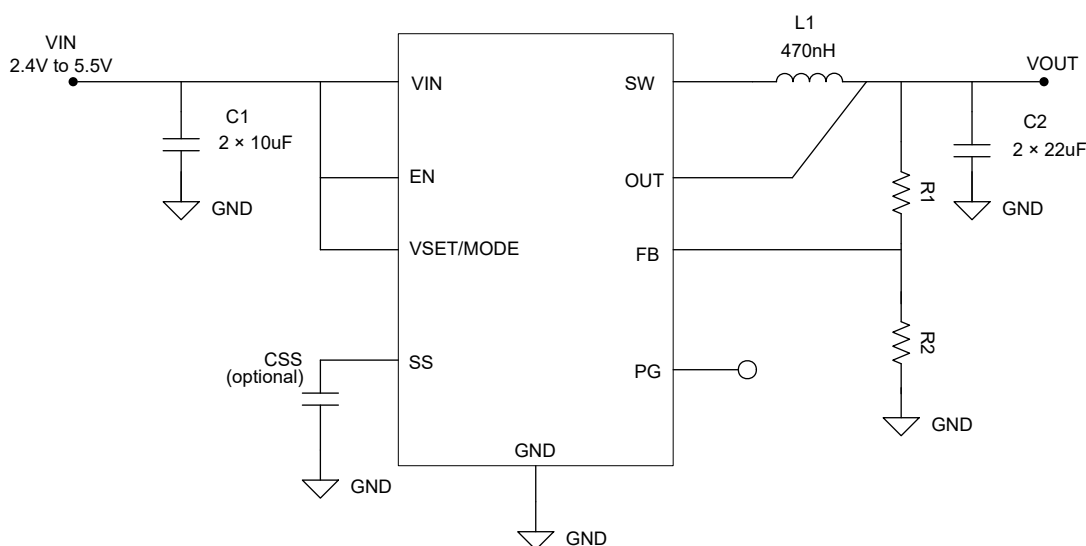 VIN
2.4V to 5.5V
C1
2 × 10uF
GND
VIN
EN
VSET/MODE
SS
CSS
(optional)
GND
GND
GND
SW
OUT
FB
PG
L1
470nH
VOUT
R1
C2
2 × 22uF
GND
R2
GND